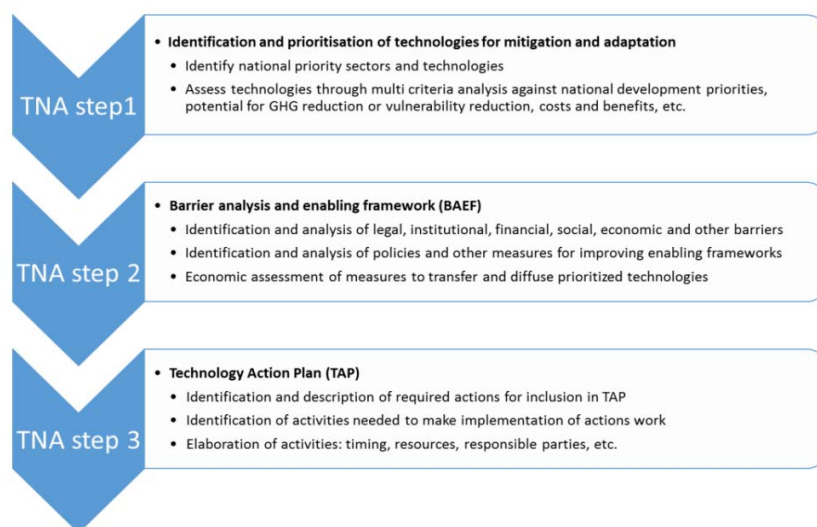 TNA step1
• Identification and prioritisation of technologies for mitigation and adaptation
• Identify national priority sectors and technologies
• Assess technologies through multi criteria analysis against national development priorities,
potential for GHG reduction or vulnerability reduction, costs and benefits, etc.
TNA step 2
• Barrier analysis and enabling framework (BAEF)
• Identification and analysis of legal, institutional, financial, social, economic and other barriers
• Identification and analysis of policies and other measures for improving enabling frameworks
• Economic assessment of measures to transfer and diffuse prioritized technologies
TNA step 3
• Technology Action Plan (TAP)
• Identification and description of required actions for inclusion in TAP
• Identification of activities needed to make implementation of actions work
• Elaboration of activities: timing, resources, responsible parties, etc.